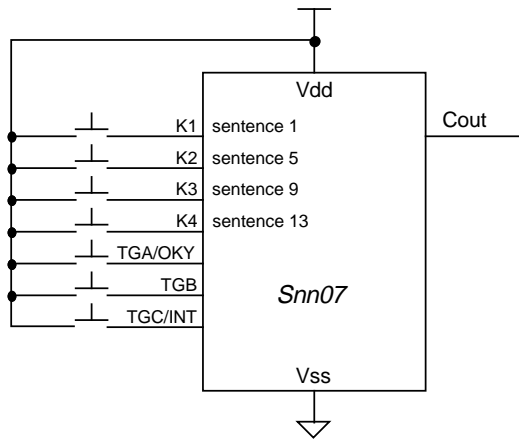 Vdd
Cout
K1 sentence 1
K2 sentence 5
K3 sentence 9
K4 sentence 13
TGA/OKY
TGB
Snn07
TGC/INT
Vss